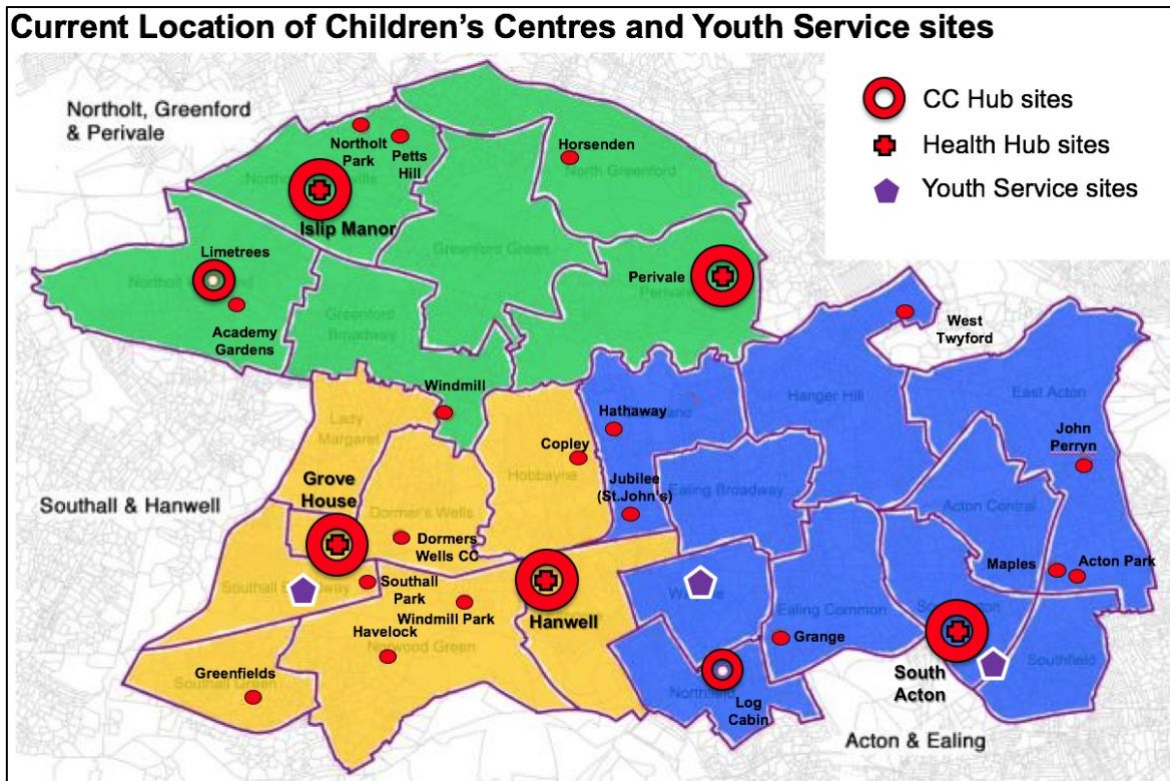 Current Location of Children's Centres and Youth Service sites
Northolt, Greenford
& Perivale
CC Hub sites
Health Hub sites
Youth Service sites
Northolt
Park
Petts
Hill
Horsenden
North Greenford
Islip Manor
Greenford Green
Limetrees
Perivale
Perivale
Academy
Gardens
Greenford
Broadway
West
Twyford
Windmill
Lady
Margaret
Hanger Hill
East Acton
Hathaway
John
Perryn
Copley
Hobbayne
Jubilee
(St.John's)
Ealing Broadway
Southall & Hanwell
Grove
House
Dormer's Wells
Acton Central
Dormers
Wells CC
Maples
Acton Park
Southall
Park
Windmill Park
Hanwell
Ealing Common
Havelock
Norwood Green
Grange
Southfield
Greenfields
Southall Green
Northfield
Log
Cabin
South
Acton
Acton & Ealing